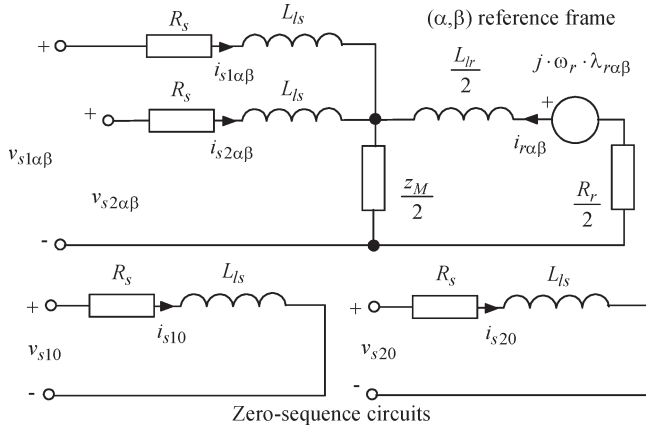 (α,β) reference frame
+ R_s L_ls
i_s1αβ
+ R_s L_ls
i_s2αβ
L_lr/2
j·ω_r·λ_rαβ
+
i_rαβ
v_s1αβ
v_s2αβ
z_M/2
R_r/2
-
+ R_s L_ls
i_s10
v_s10
-
+ R_s L_ls
i_s20
v_s20
-
Zero-sequence circuits